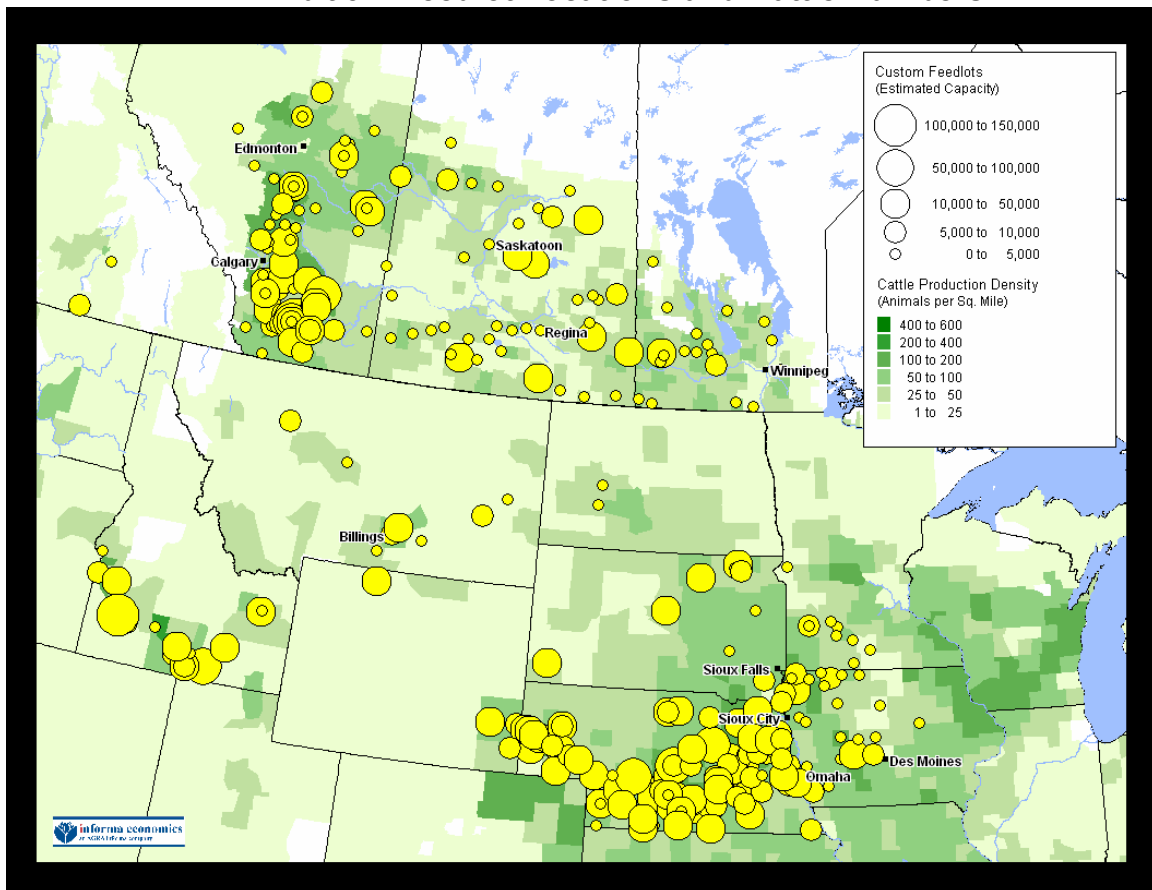 Custom Feedlots
(Estimated Capacity)
100,000 to 150,000
50,000 to 100,000
10,000 to 50,000
5,000 to 10,000
0 to 5,000
Cattle Production Density
(Animals per Sq. Mile)
400 to 600
200 to 400
100 to 200
50 to 100
25 to 50
1 to 25
Edmonton
Saskatoon
Calgary
Regina
Winnipeg
Billings
Sioux Falls
Sioux City
Des Moines
Omaha
informa economics